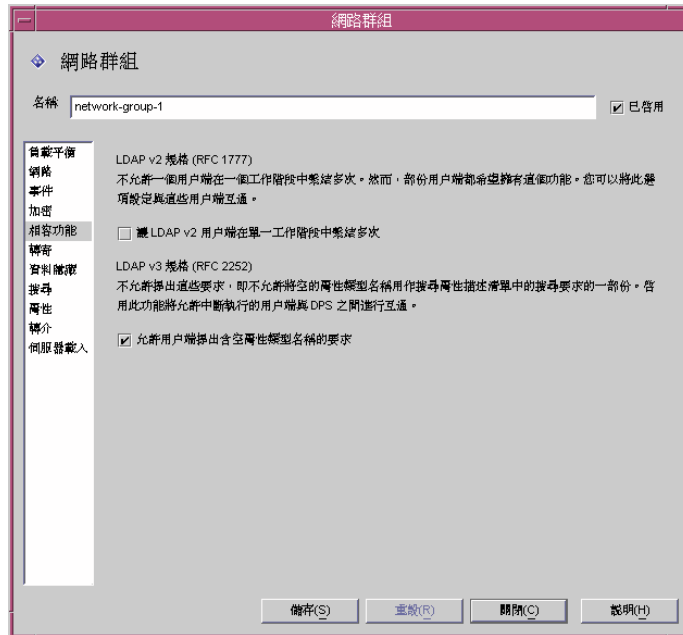 網路群組
網路群組
名稱 network-group-1 已啓用
負載平衡
網路
事件
加密
相容功能
轉寄
資料隱藏
搜尋
屬性
轉介
伺服器載入
LDAP v2 規格 (RFC 1777)
不允許一個用戶端在一個工作階段中繫結多次。然而，部份用戶端都希望擁有這個功能。您可以將此選
項設定與這些用戶端互通。
讓 LDAP v2 用戶端在單一工作階段中繫結多次
LDAP v3 規格 (RFC 2252)
不允許提出這些要求，即不允許將空的屬性類型名稱用作搜尋屬性描述清單中的搜尋要求的一部份。啓
用此功能將允許中斷執行的用戶端與 DPS 之間進行互通。
允許用戶端提出含空屬性類型名稱的要求
儲存(S) 重設(R) 關閉(C) 說明(H)